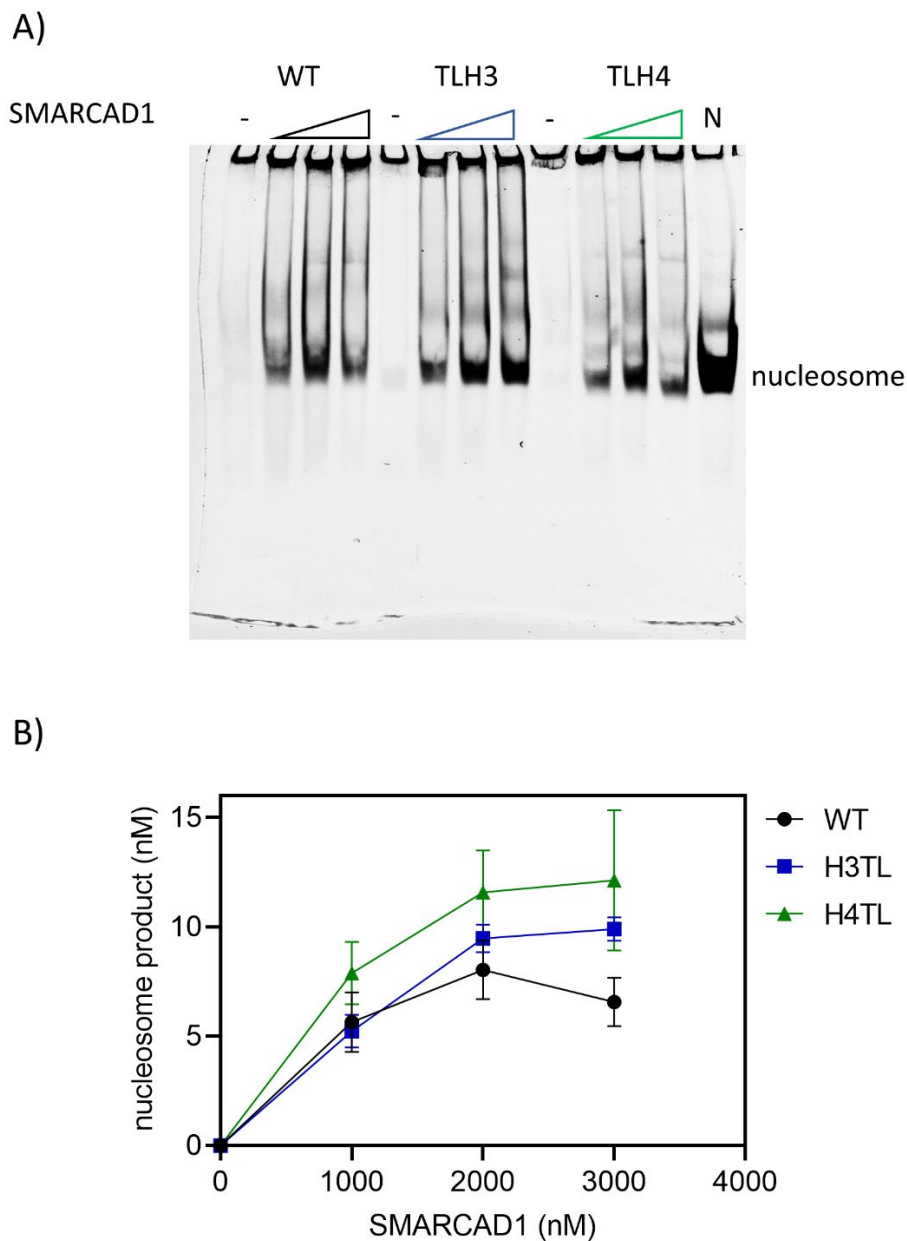 A)
WT TLH3 TLH4
SMARCAD1 - - - N
nucleosome
B)
nucleosome product (nM)
15
10
5
0
0 1000 2000 3000 4000
SMARCAD1 (nM)
WT
H3TL
H4TL